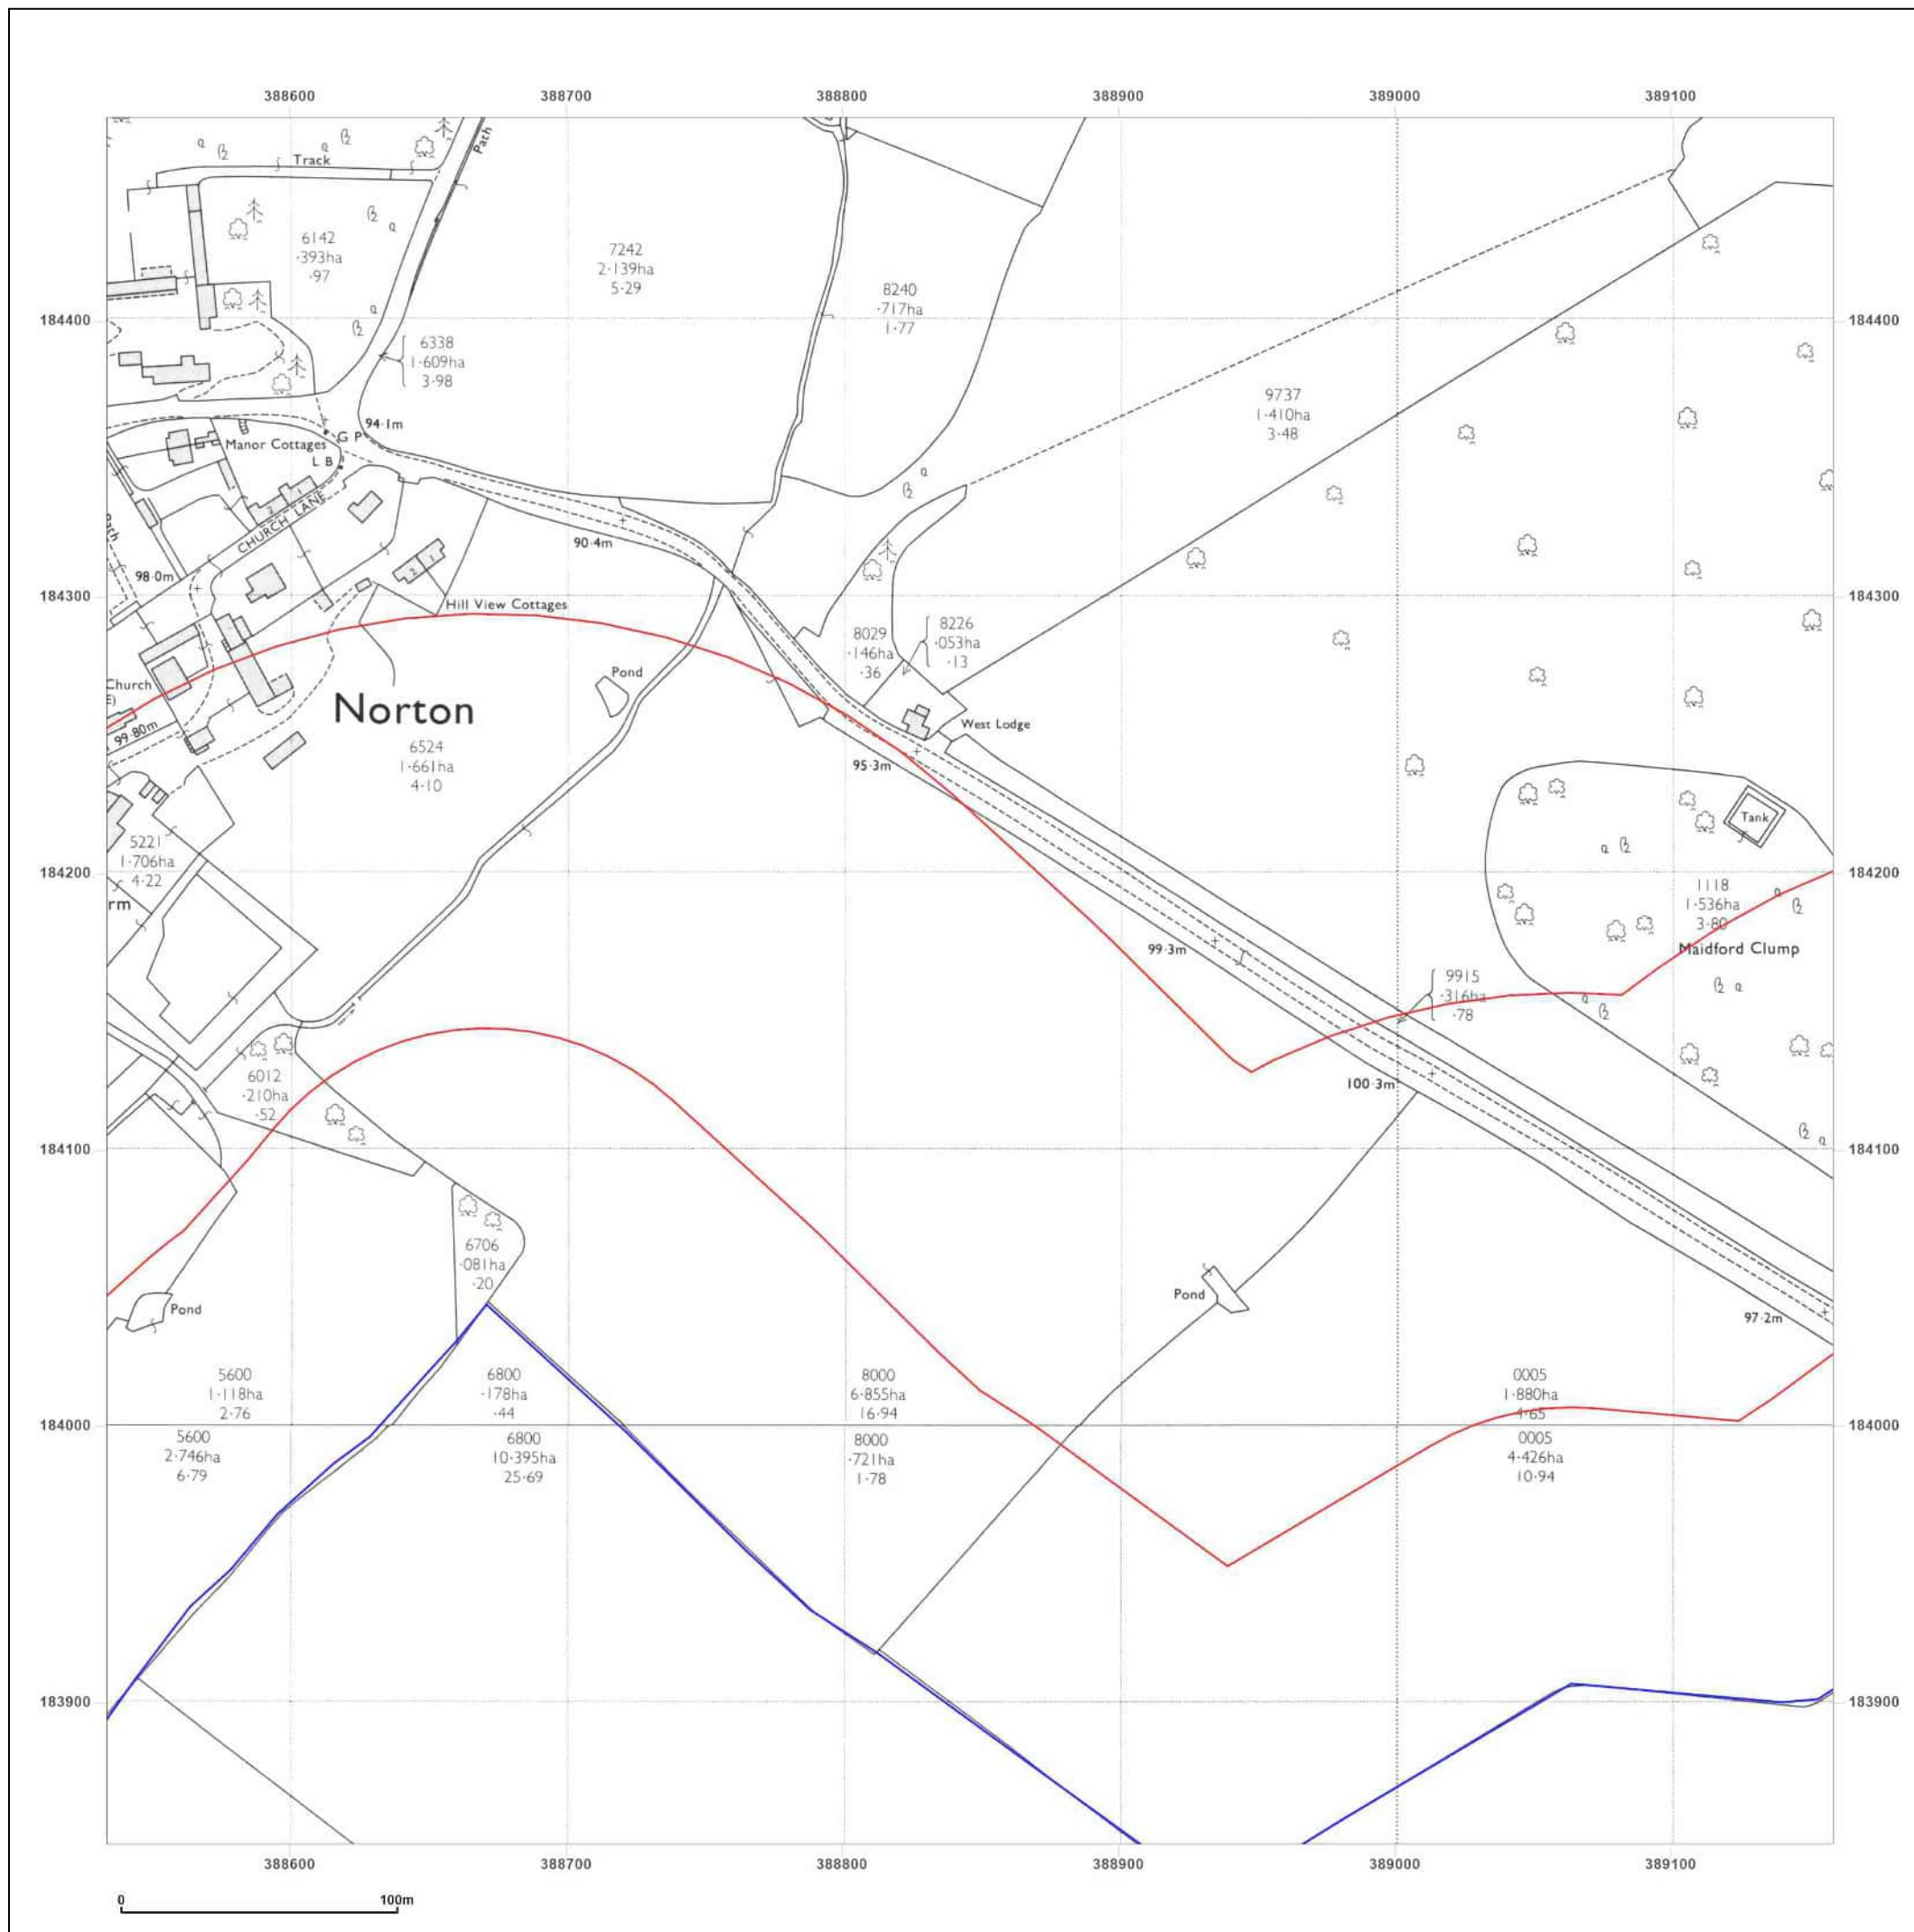 388600 388700 388800 388900 389000 389100
Path
Track
6142
·393ha
·97
7242
2·139ha
5·29
8240
·717ha
1·77
184400
184400
6338
1·609ha
3·98
9737
1·410ha
3·48
94·1m
G P
Manor Cottages
L B
1
2
CHURCH LANE
Path
90·4m
1
2
98·0m
184300
184300
Hill View Cottages
8029
·146ha
·36
8226
·053ha
·13
Pond
Church
E)
Norton
99·80m
West Lodge
6524
1·661ha
4·10
95·3m
Tank
5221
1·706ha
4·22
rm
184200
184200
1118
1·536ha
3·80
Maidford Clump
99·3m
9915
·316ha
·78
100·3m
6012
·210ha
·52
184100
184100
6706
·081ha
·20
Pond
Pond
97·2m
5600
1·118ha
2·76
6800
·178ha
·44
8000
6·855ha
16·94
0005
1·880ha
4·65
184000
184000
5600
2·746ha
6·79
6800
10·395ha
25·69
8000
·721ha
1·78
0005
4·426ha
10·94
183900
183900
388600 388700 388800 388900 389000 389100
0 100m